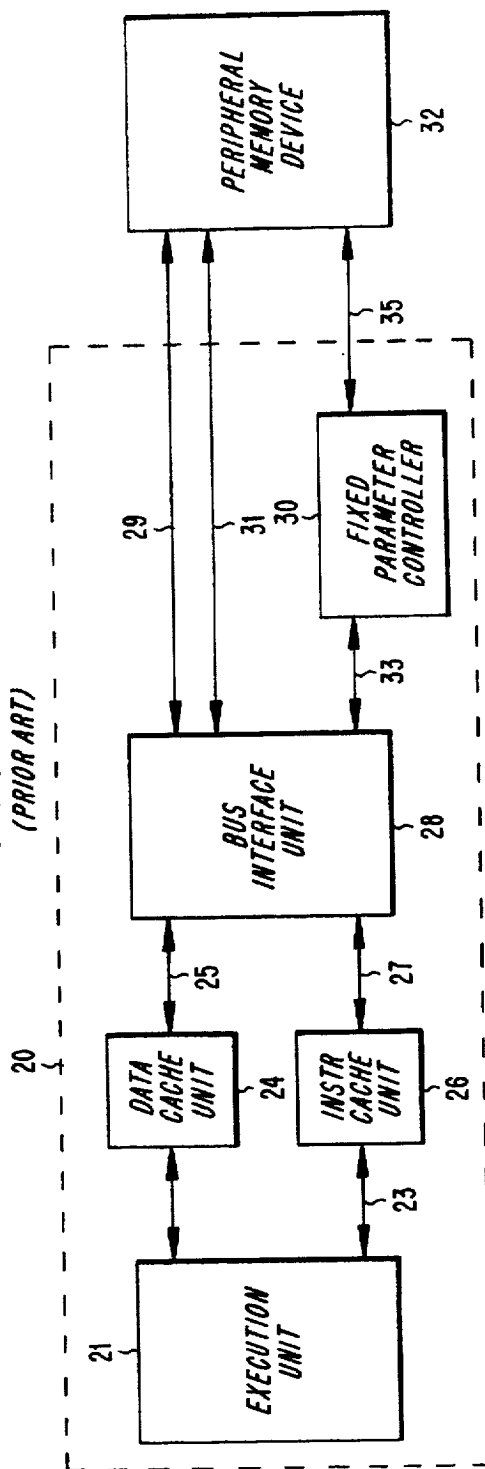 (PRIOR ART)
20
21
EXECUTION
UNIT
23
DATA
CACHE
UNIT
24
INSTR
CACHE
UNIT
26
25
27
BUS
INTERFACE
UNIT
28
29
31
33
30
FIXED
PARAMETER
CONTROLLER
35
PERIPHERAL
MEMORY
DEVICE
32